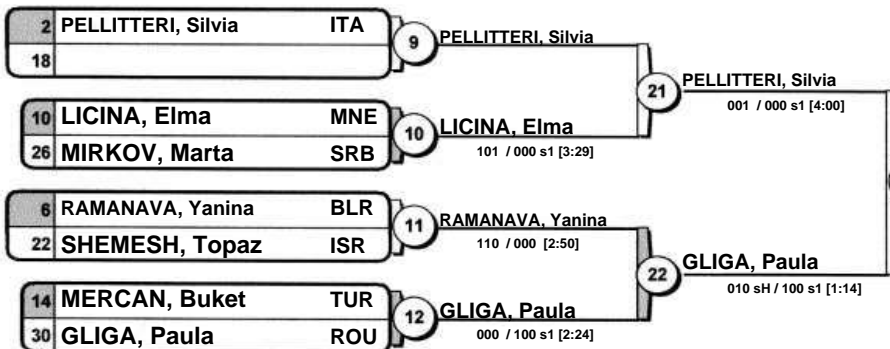 2 PELLITTERI, Silvia ITA
18
9 PELLITTERI, Silvia
10 LICINA, Elma MNE
26 MIRKOV, Marta SRB
10 LICINA, Elma
101 / 000 s1 [3:29]
21 PELLITTERI, Silvia
001 / 000 s1 [4:00]
6 RAMANAVA, Yanina BLR
22 SHEMESH, Topaz ISR
11 RAMANAVA, Yanina
110 / 000 [2:50]
14 MERCAN, Buket TUR
30 GLIGA, Paula ROU
12 GLIGA, Paula
000 / 100 s1 [2:24]
22 GLIGA, Paula
010 sH / 100 s1 [1:14]